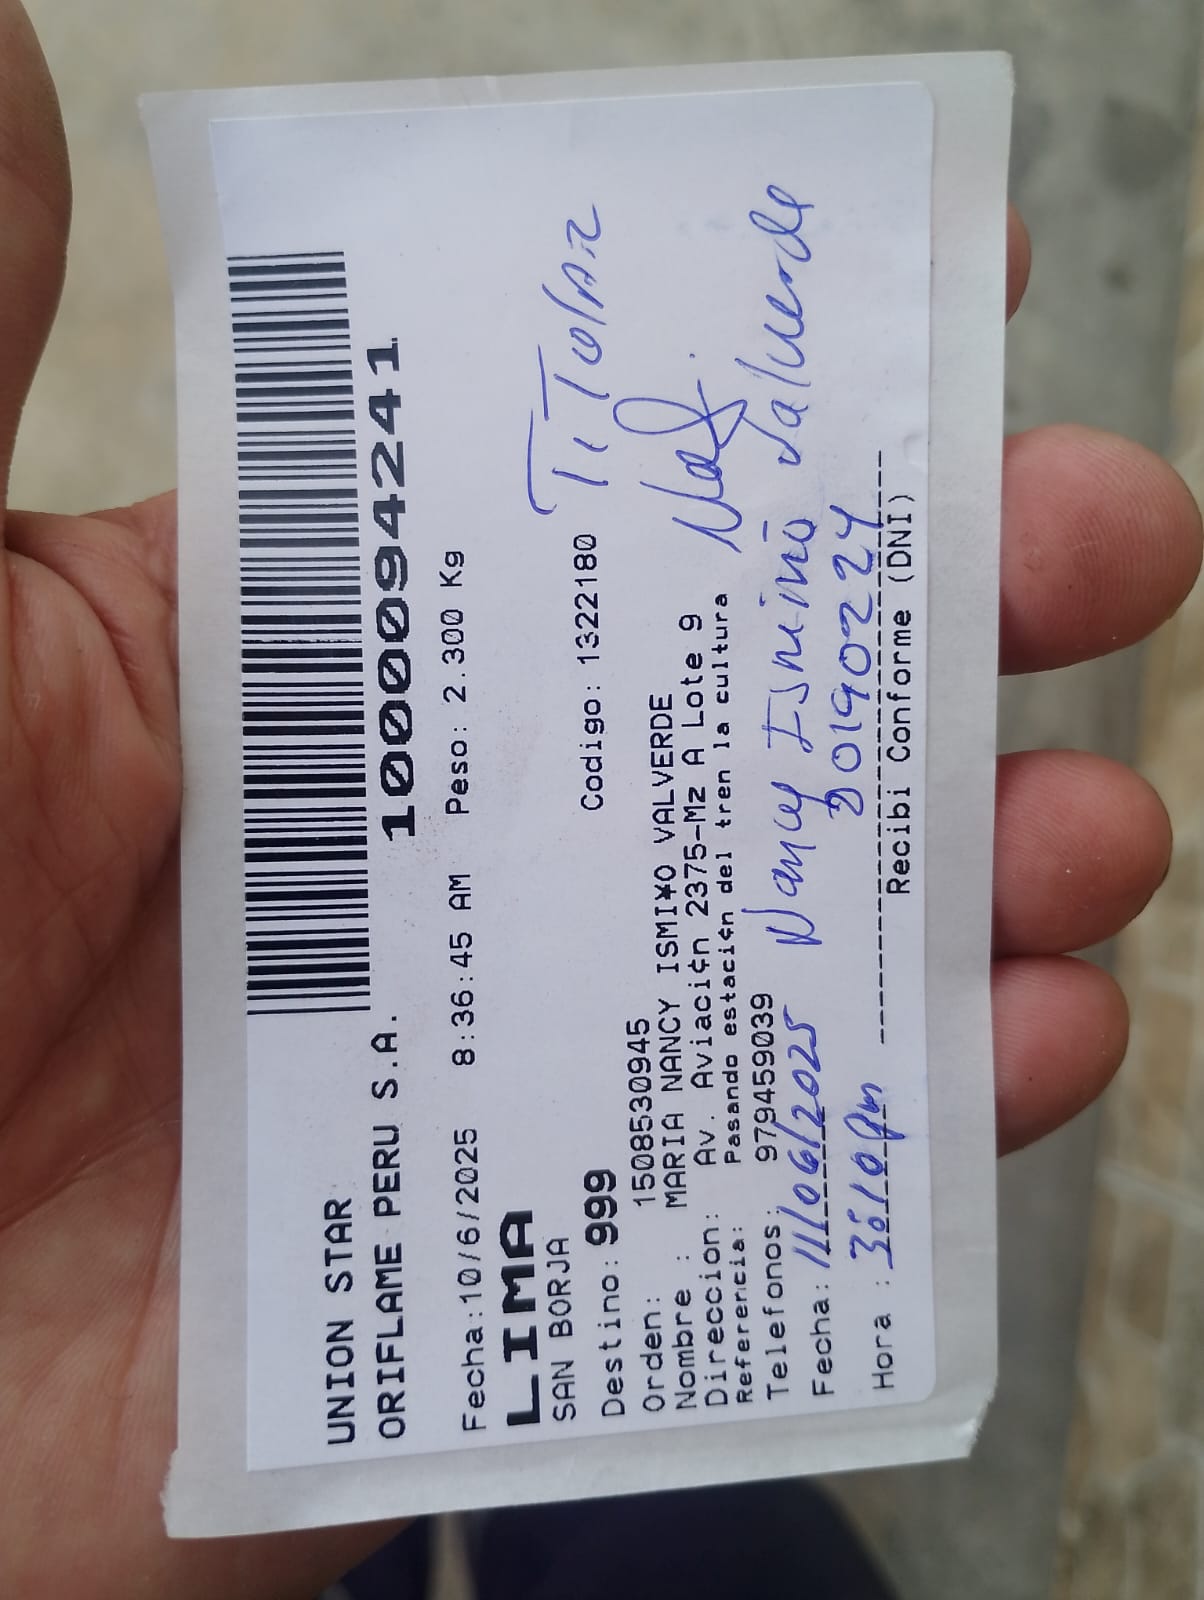 UNION STAR
ORIFLAME PERU S.A. 1000094241
Fecha:10/6/2025 8:36:45 AM Peso: 2.300 Kg
LIMA
SAN BORJA
TiTolAR
Destino: 999 Codigo: 1322180
Orden: 1508530945
Nombre : MARIA NANCY ISMI¥O VALVERDE
Direccion: Av. Aviaci¢n 2375-Mz A Lote 9
Referencia: Pasando estaci¢n del tren la cultura
Telefonos: 979459039
Fecha: 11/06/2025 Nancy Ismiño Valverde
Hora : 3:10 pm 20190224
Recibi Conforme (DNI)